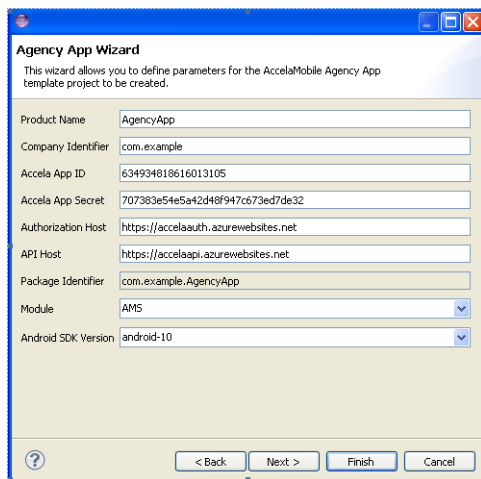 Agency App Wizard
This wizard allows you to define parameters for the AccelaMobile Agency App
template project to be created.
Product Name AgencyApp
Company Identifier com.example
Accela App ID 634934818616013105
Accela App Secret 707383e54e5a42d48f947c673ed7de32
Authorization Host https://accelaauth.azurewebsites.net
API Host https://accelaapi.azurewebsites.net
Package Identifier com.example.AgencyApp
Module AMS
Android SDK Version android-10
? < Back Next > Finish Cancel